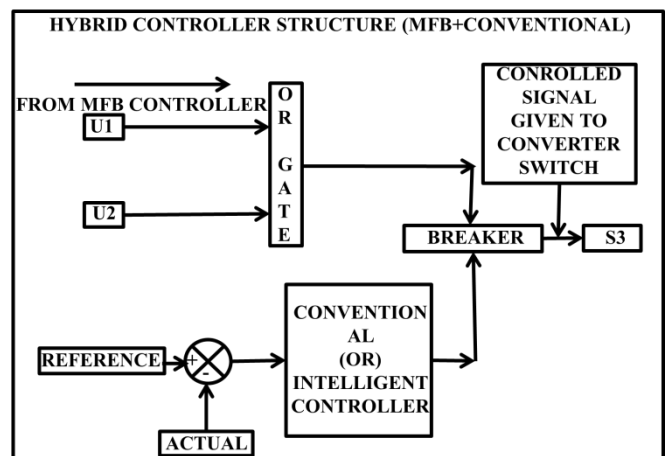 HYBRID CONTROLLER STRUCTURE (MFB+CONVENTIONAL)
FROM MFB CONTROLLER
U1
U2
O
R
G
A
T
E
CONROLLED
SIGNAL
GIVEN TO
CONVERTER
SWITCH
BREAKER
S3
REFERENCE
+
-
ACTUAL
CONVENTION
AL
(OR)
INTELLIGENT
CONTROLLER